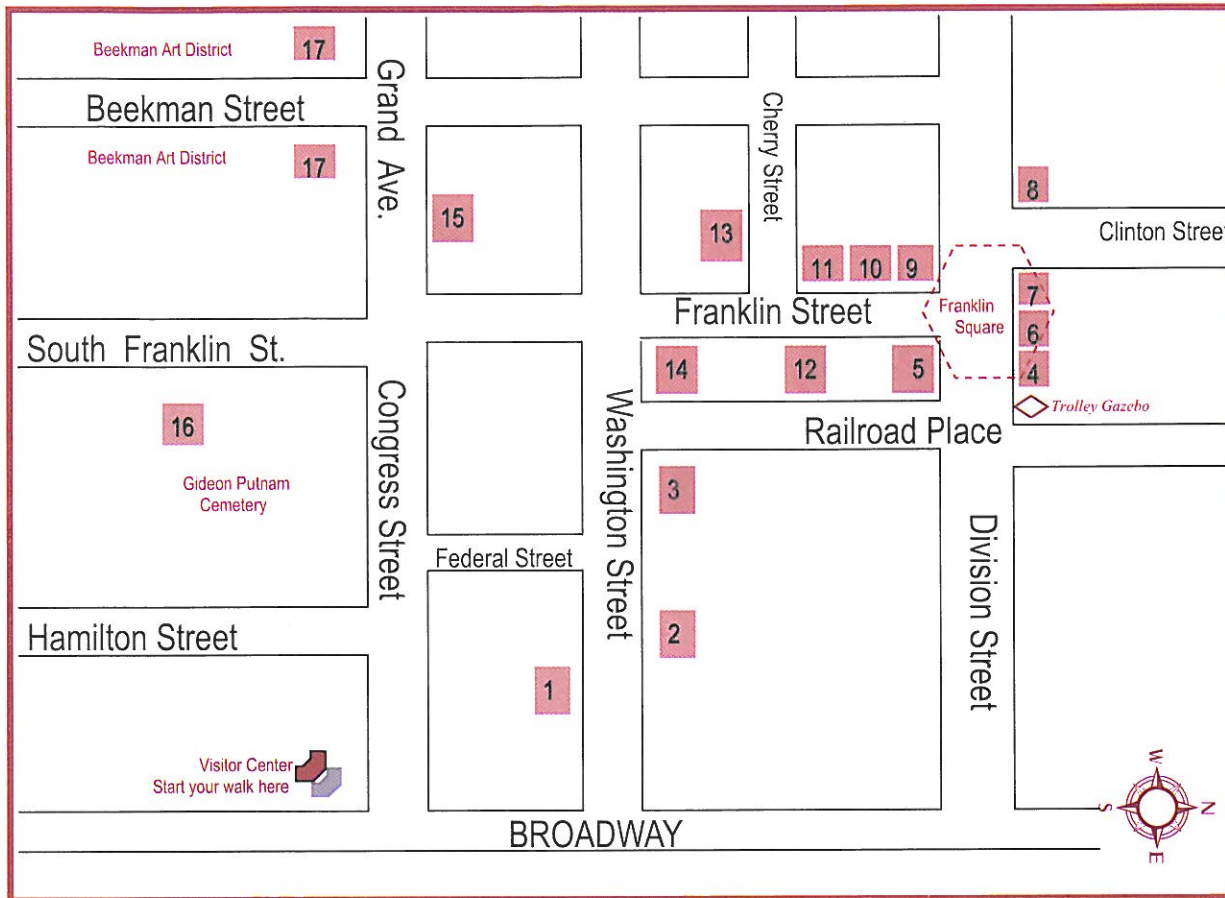 Beekman Art District
17
Beekman Street
Grand Ave.
Cherry Street
Beekman Art District
17
15
13
8
Clinton Street
11
10
9
7
Franklin Street
Franklin
Square
6
South Franklin St.
14
12
5
4
Trolley Gazebo
16
Congress Street
Washington Street
Railroad Place
Gideon Putnam
Cemetery
3
Federal Street
Division Street
Hamilton Street
2
1
Visitor Center
Start your walk here
BROADWAY
W
S
N
E